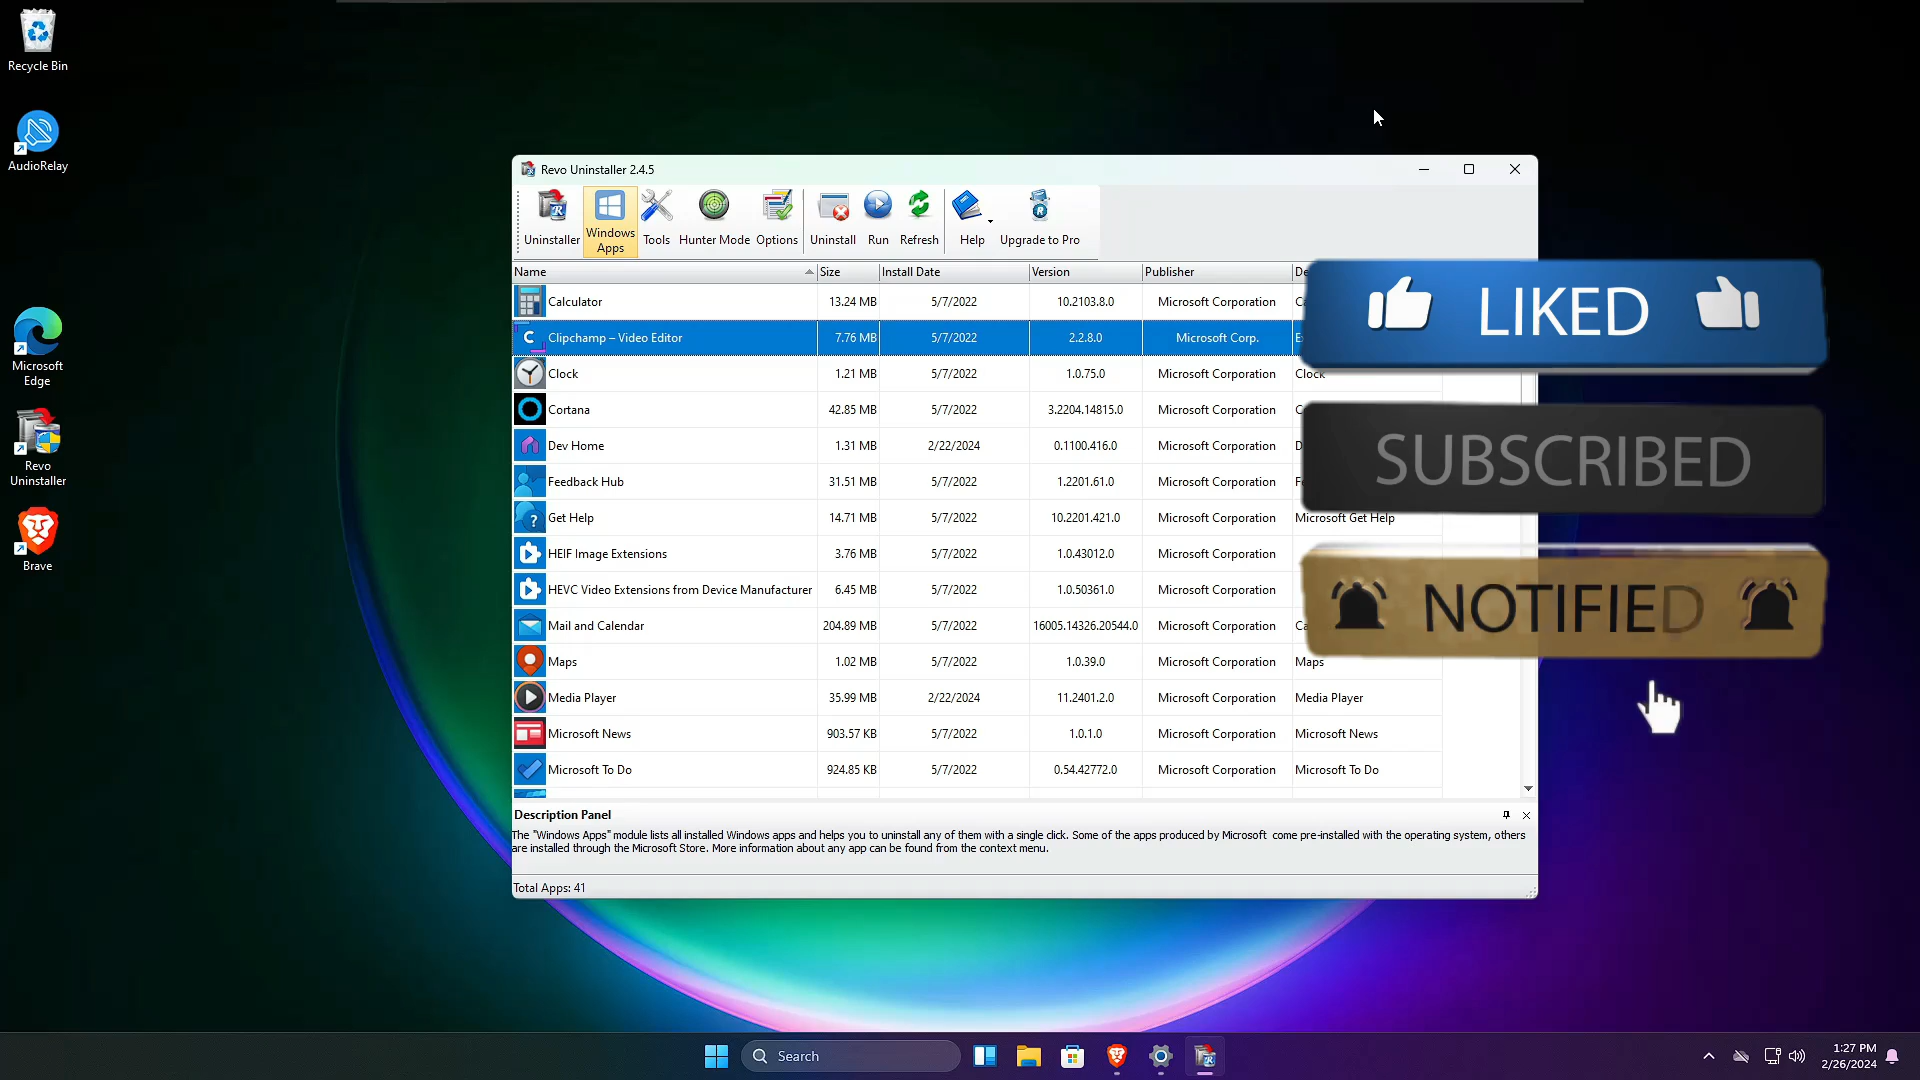 Recycle Bin
AudioRelay
Microsoft
Edge
Revo
Uninstaller
Brave
Revo Uninstaller 2.4.5
Uninstaller
Windows
Apps
Tools
Hunter Mode
Options
Uninstall
Run
Refresh
Help
Upgrade to Pro
Name Size Install Date Version Publisher
Calculator 13.24 MB 5/7/2022 10.2103.8.0 Microsoft Corporation
Clipchamp – Video Editor 7.76 MB 5/7/2022 2.2.8.0 Microsoft Corp.
Clock 1.21 MB 5/7/2022 1.0.75.0 Microsoft Corporation Clock
Cortana 42.85 MB 5/7/2022 3.2204.14815.0 Microsoft Corporation
Dev Home 1.31 MB 2/22/2024 0.1100.416.0 Microsoft Corporation
Feedback Hub 31.51 MB 5/7/2022 1.2201.61.0 Microsoft Corporation
Get Help 14.71 MB 5/7/2022 10.2201.421.0 Microsoft Corporation Microsoft Get Help
HEIF Image Extensions 3.76 MB 5/7/2022 1.0.43012.0 Microsoft Corporation
HEVC Video Extensions from Device Manufacturer 6.45 MB 5/7/2022 1.0.50361.0 Microsoft Corporation
Mail and Calendar 204.89 MB 5/7/2022 16005.14326.20544.0 Microsoft Corporation
Maps 1.02 MB 5/7/2022 1.0.39.0 Microsoft Corporation Maps
Media Player 35.99 MB 2/22/2024 11.2401.2.0 Microsoft Corporation Media Player
Microsoft News 903.57 KB 5/7/2022 1.0.1.0 Microsoft Corporation Microsoft News
Microsoft To Do 924.85 KB 5/7/2022 0.54.42772.0 Microsoft Corporation Microsoft To Do
Description Panel
The "Windows Apps" module lists all installed Windows apps and helps you to uninstall any of them with a single click. Some of the apps produced by Microsoft come pre-installed with the operating system, others
are installed through the Microsoft Store. More information about any app can be found from the context menu.
Total Apps: 41
LIKED
SUBSCRIBED
NOTIFIED
Search
1:27 PM
2/26/2024